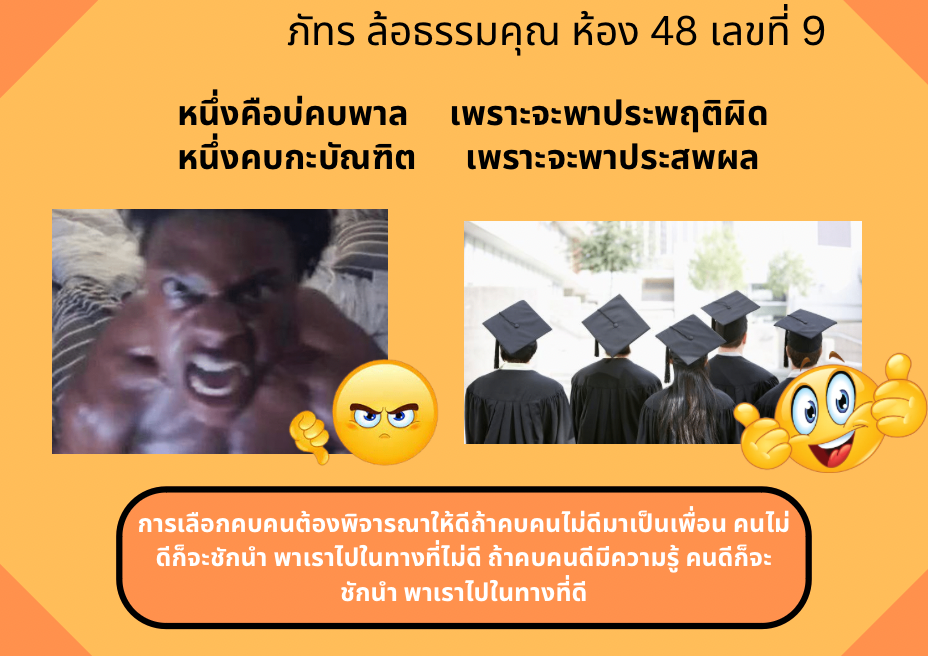 ภัทร ล้อธรรมคุณ ห้อง 48 เลขที่ 9
หนึ่งคือบ่คบพาล เพราะจะพาประพฤติผิด
หนึ่งคบกะบัณฑิต เพราะจะพาประสพผล
การเลือกคบคนต้องพิจารณาให้ดีถ้าคบคนไม่ดีมาเป็นเพื่อน คนไม่
ดีก็จะชักนำ พาเราไปในทางที่ไม่ดี ถ้าคบคนดีมีความรู้ คนดีก็จะ
ชักนำ พาเราไปในทางที่ดี